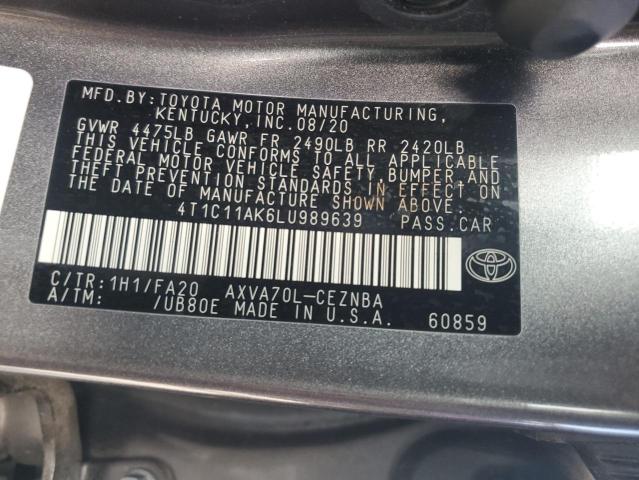 MFD.BY:TOYOTA MOTOR MANUFACTURING,
KENTUCKY,INC.08/20
GVWR 4475LB GAWR FR 2490LB RR 2420LB
THIS VEHICLE CONFORMS TO ALL APPLICABLE
FEDERAL MOTOR VEHICLE SAFETY,BUMPER AND
THEFT PREVENTION STANDARDS IN EFFECT ON
THE DATE OF MANUFACTURE SHOWN ABOVE.
4T1C11AK6LU989639 PASS.CAR
C/TR:1H1/FA20 AXVA70L-CEZNBA
A/TM: /UB80E MADE IN U.S.A.
60859